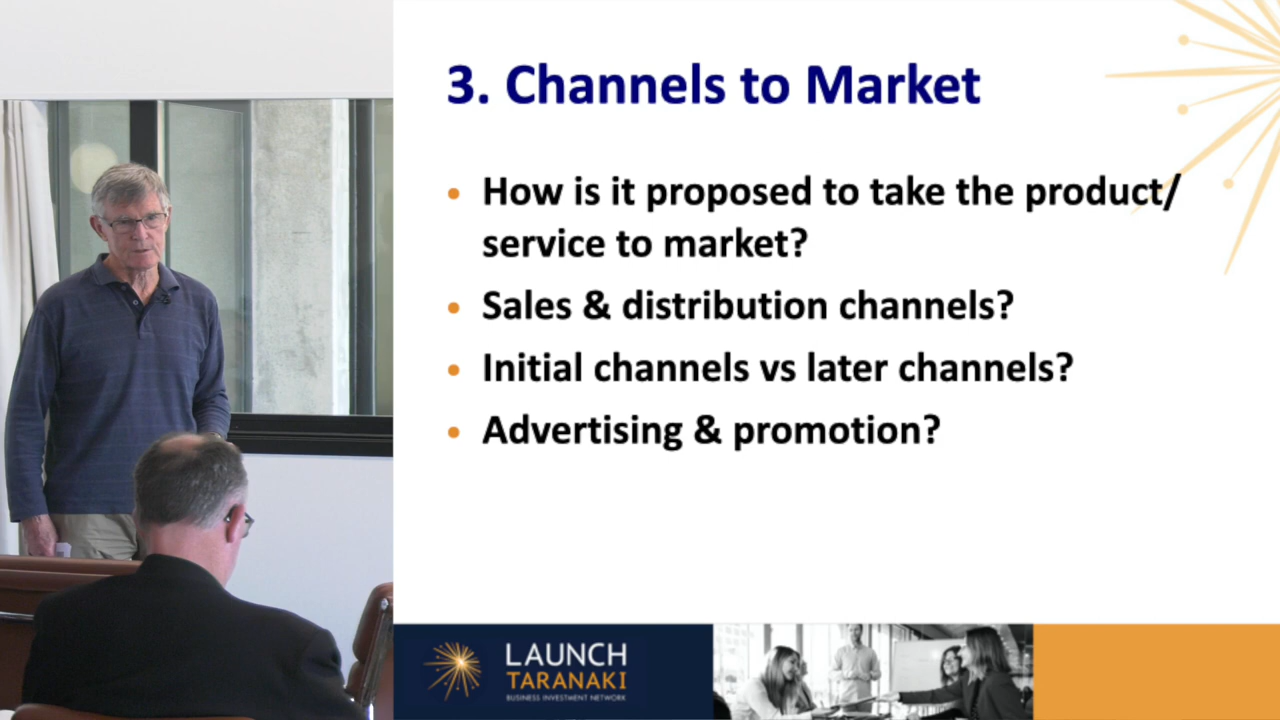 3. Channels to Market
• How is it proposed to take the product/
service to market?
• Sales & distribution channels?
• Initial channels vs later channels?
• Advertising & promotion?
LAUNCH
TARANAKI
BUSINESS INVESTMENT NETWORK